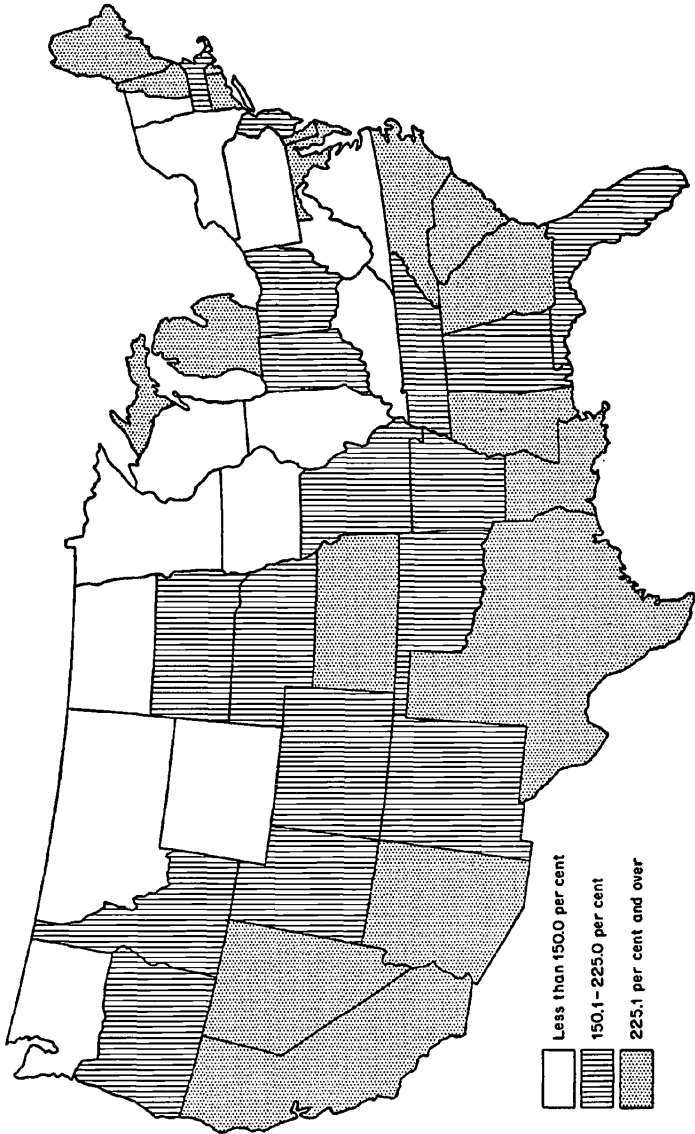 Less than 150.0 per cent
150.1-225.0 per cent
225.1 per cent and over